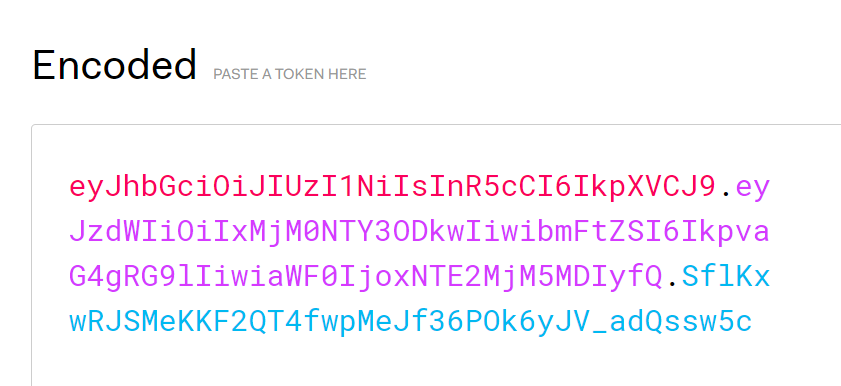 Encoded PASTE A TOKEN HERE
eyJhbGciOiJIUzI1NiIsInR5cCI6IkpXVCJ9.ey
JzdWIiOiIxMjM0NTY3ODkwIiwibmFtZSI6Ikpva
G4gRG9lIiwiaWF0IjoxNTE2MjM5MDIyfQ.SflKx
wRJSMeKKF2QT4fwpMeJf36POk6yJV_adQssw5c